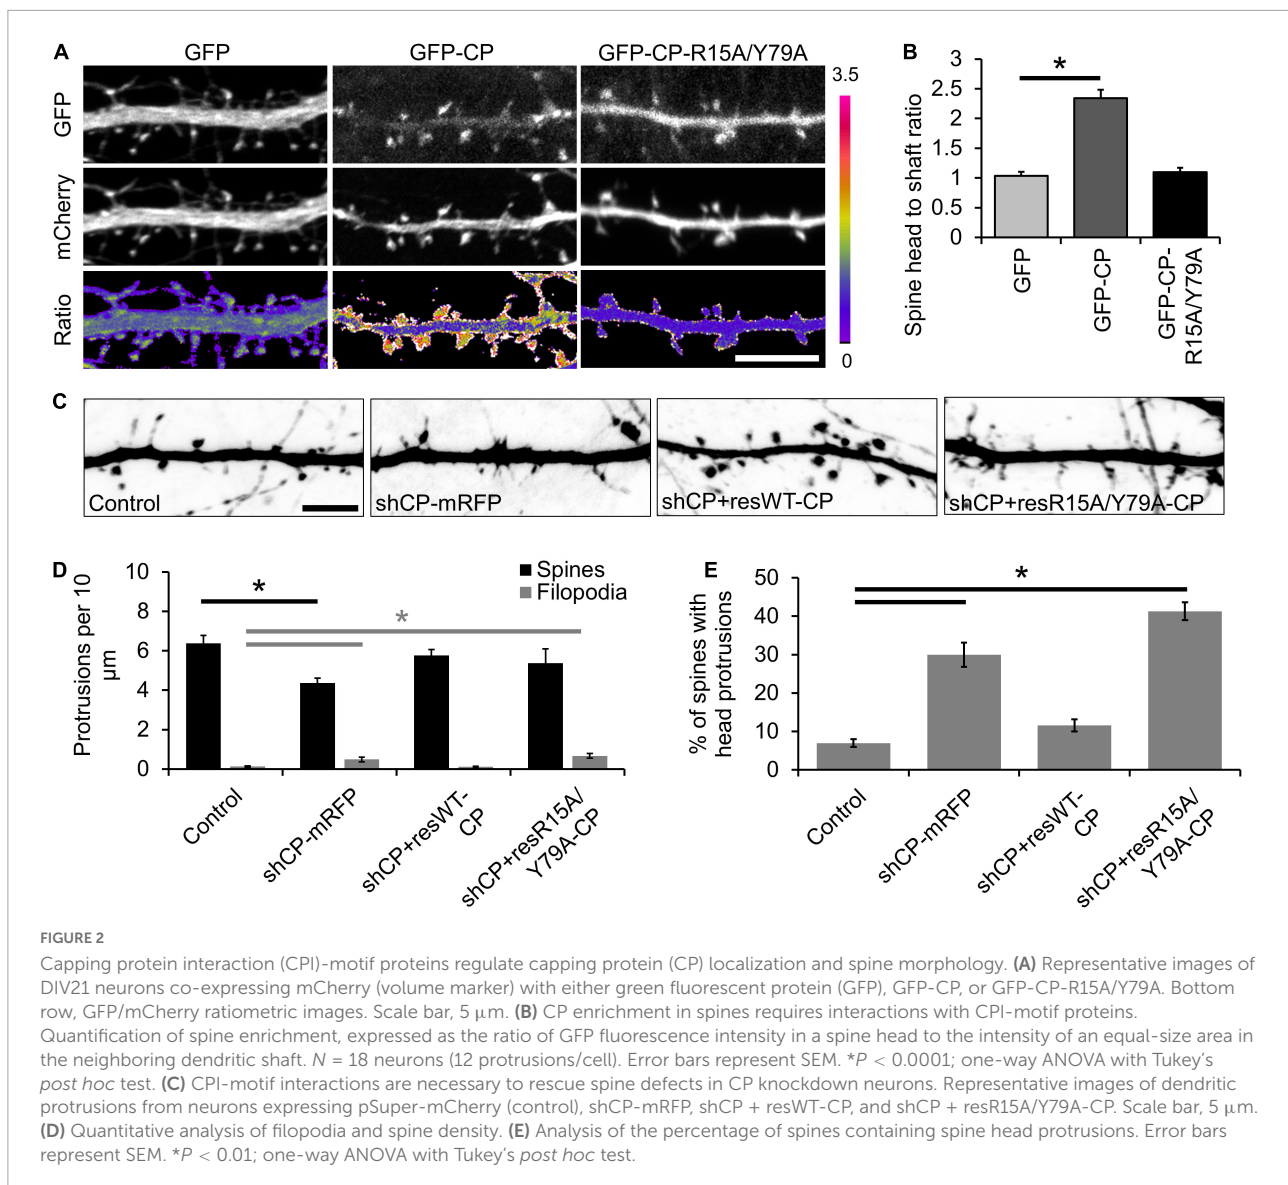 A
GFP
GFP-CP
GFP-CP-R15A/Y79A
GFP
mCherry
Ratio
3.5
0
B
Spine head to shaft ratio
3
2.5
2
1.5
1
0.5
0
*
GFP
GFP-CP
GFP-CP-
R15A/Y79A
C
Control
shCP-mRFP
shCP+resWT-CP
shCP+resR15A/Y79A-CP
D
Protrusions per 10
µm
10
8
6
4
2
0
*
*
Spines
Filopodia
Control
shCP-mRFP
shCP+resWT-
CP
shCP+resR15A/
Y79A-CP
E
% of spines with
head protrusions
50
40
30
20
10
0
*
Control
shCP-mRFP
shCP+resWT-
CP
shCP+resR15A/
Y79A-CP
FIGURE 2
Capping protein interaction (CPI)-motif proteins regulate capping protein (CP) localization and spine morphology. (A) Representative images of
DIV21 neurons co-expressing mCherry (volume marker) with either green fluorescent protein (GFP), GFP-CP, or GFP-CP-R15A/Y79A. Bottom
row, GFP/mCherry ratiometric images. Scale bar, 5 µm. (B) CP enrichment in spines requires interactions with CPI-motif proteins.
Quantification of spine enrichment, expressed as the ratio of GFP fluorescence intensity in a spine head to the intensity of an equal-size area in
the neighboring dendritic shaft. N = 18 neurons (12 protrusions/cell). Error bars represent SEM. *P < 0.0001; one-way ANOVA with Tukey's
post hoc test. (C) CPI-motif interactions are necessary to rescue spine defects in CP knockdown neurons. Representative images of dendritic
protrusions from neurons expressing pSuper-mCherry (control), shCP-mRFP, shCP + resWT-CP, and shCP + resR15A/Y79A-CP. Scale bar, 5 µm.
(D) Quantitative analysis of filopodia and spine density. (E) Analysis of the percentage of spines containing spine head protrusions. Error bars
represent SEM. *P < 0.01; one-way ANOVA with Tukey's post hoc test.